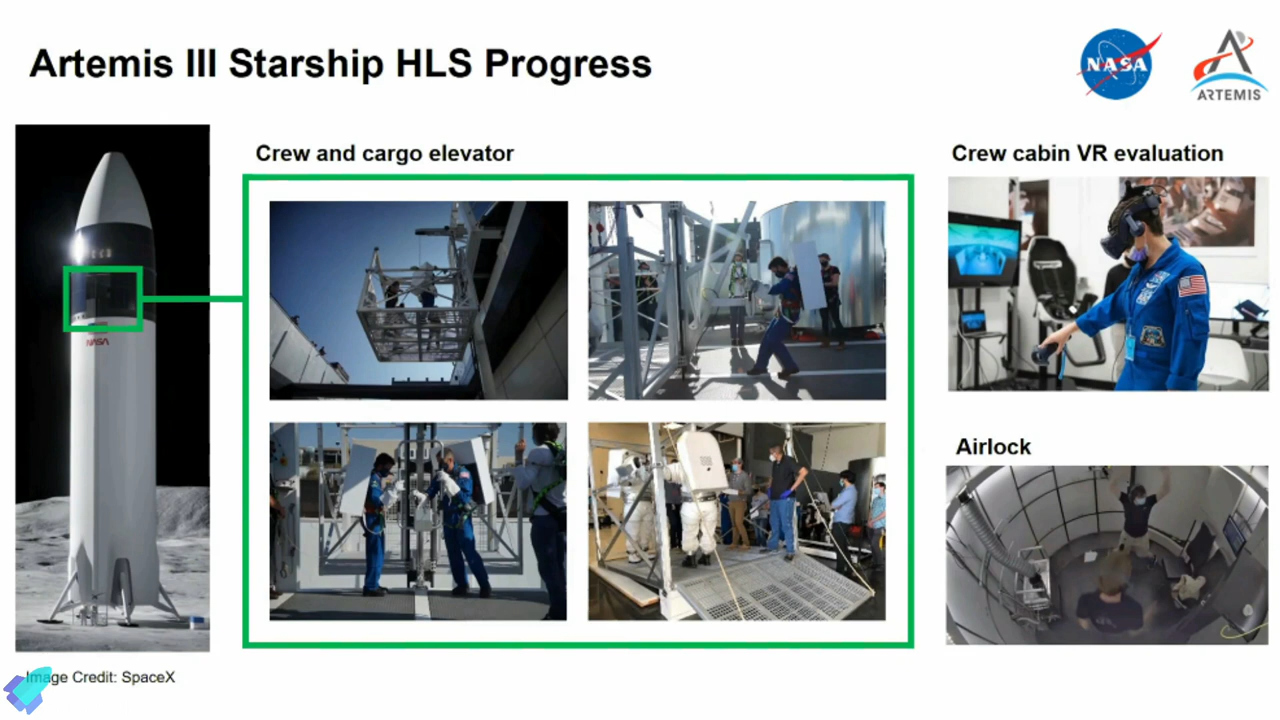 Artemis III Starship HLS Progress
NASA
ARTEMIS
Crew and cargo elevator
Crew cabin VR evaluation
NASA
Airlock
Image Credit: SpaceX